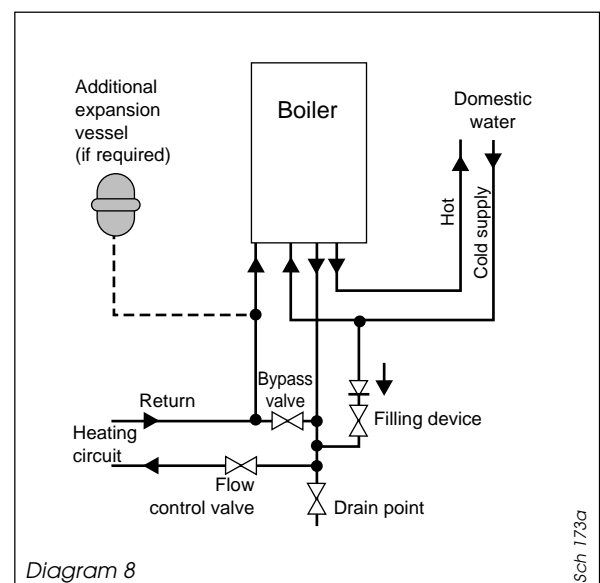 Additional
expansion
vessel
(if required)
Boiler
Domestic
water
Hot
Cold supply
Bypass
valve
Return
Filling device
Heating
circuit
Flow
control valve
Drain point
Diagram 8
Sch 173a